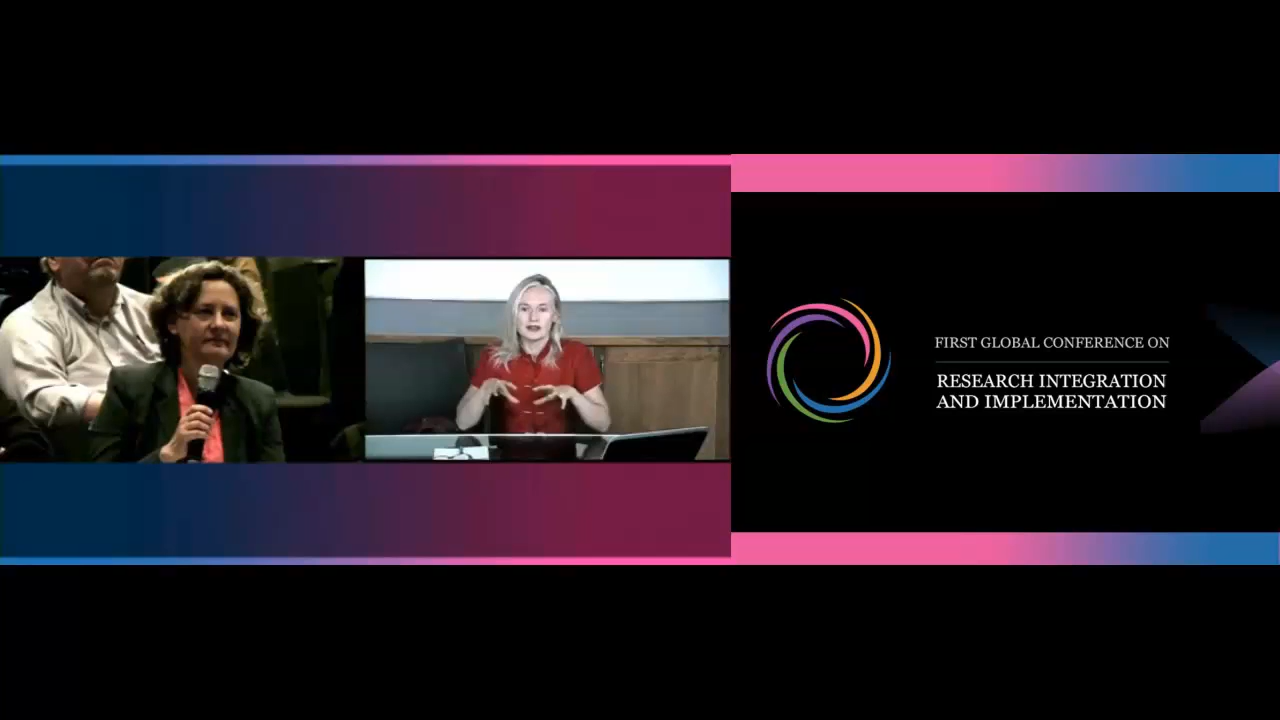 FIRST GLOBAL CONFERENCE ON
RESEARCH INTEGRATION
AND IMPLEMENTATION